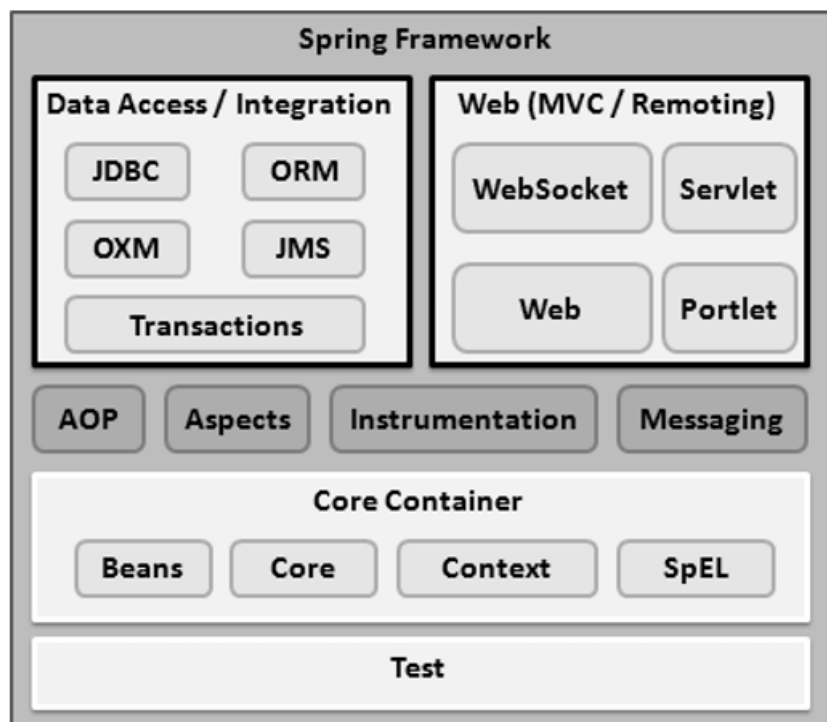 Spring Framework
Data Access / Integration
Web (MVC / Remoting)
JDBC
ORM
WebSocket
Servlet
OXM
JMS
Transactions
Web
Portlet
AOP
Aspects
Instrumentation
Messaging
Core Container
Beans
Core
Context
SpEL
Test